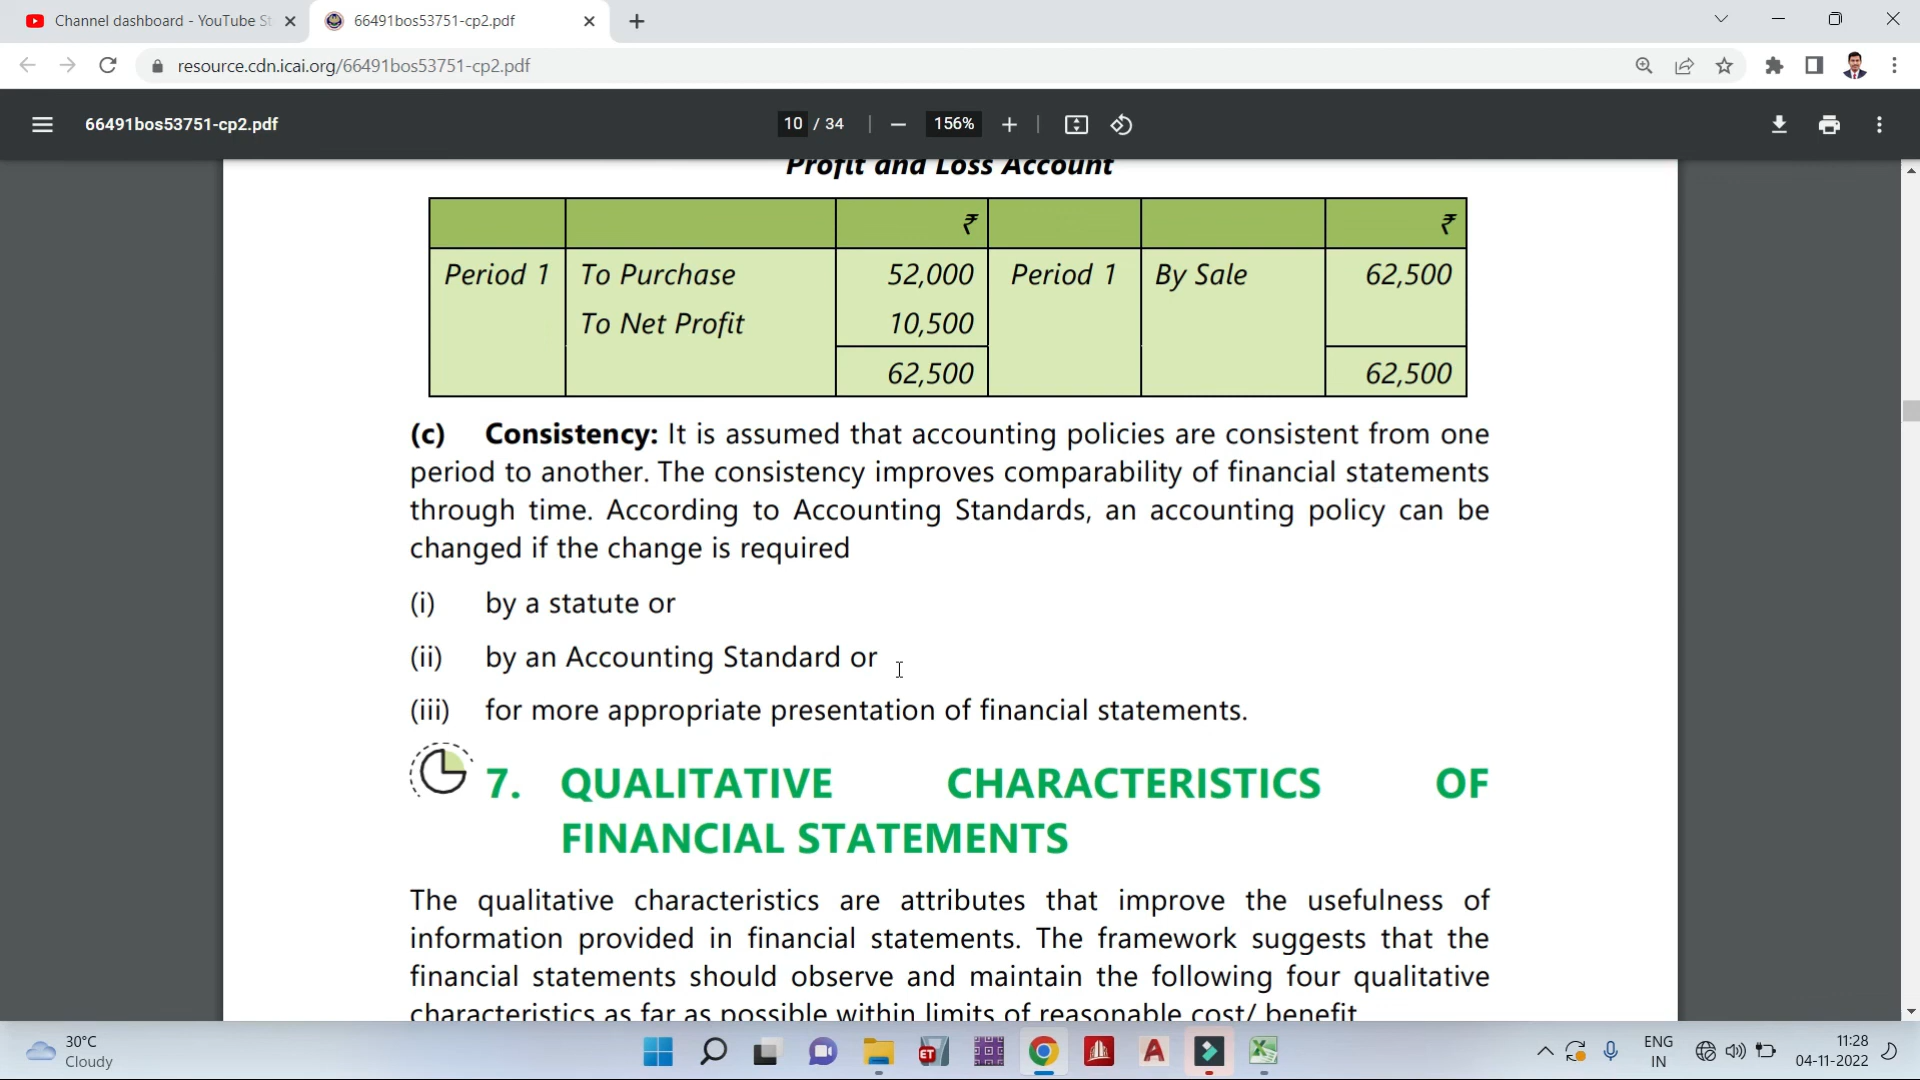 Channel dashboard - YouTube St
66491bos53751-cp2.pdf
resource.cdn.icai.org/66491bos53751-cp2.pdf
66491bos53751-cp2.pdf
10 / 34
156%
Profit and Loss Account
₹ ₹
Period 1 To Purchase 52,000 Period 1 By Sale 62,500
To Net Profit 10,500
62,500 62,500
(c) Consistency: It is assumed that accounting policies are consistent from one
period to another. The consistency improves comparability of financial statements
through time. According to Accounting Standards, an accounting policy can be
changed if the change is required
(i) by a statute or
(ii) by an Accounting Standard or
(iii) for more appropriate presentation of financial statements.
7. QUALITATIVE CHARACTERISTICS OF
FINANCIAL STATEMENTS
The qualitative characteristics are attributes that improve the usefulness of
information provided in financial statements. The framework suggests that the
financial statements should observe and maintain the following four qualitative
characteristics as far as possible within limits of reasonable cost/ benefit
30°C
Cloudy
ET
ENG
IN
11:28
04-11-2022